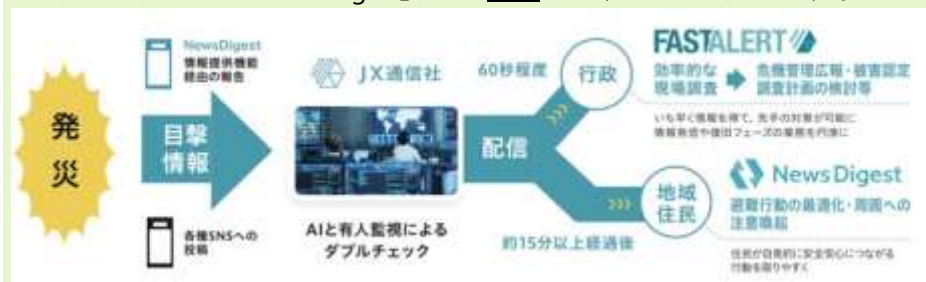 発
災
NewsDigest
情報提供機能
経由の報告
目撃
情報
各種SNSへの
投稿
JX通信社
AIと有人監視による
ダブルチェック
配信
60秒程度
行政
FASTALERT
効率的な
現場調査
危機管理広報・被害認定
調査計画の検討等
いち早く情報を得て、先手の対策が可能に
情報発信や復旧フェーズの業務を円滑に
約15分以上経過後
地域
住民
NewsDigest
避難行動の最適化・周囲への
注意喚起
住民が自発的に安全安心につながる
行動を取りやすく